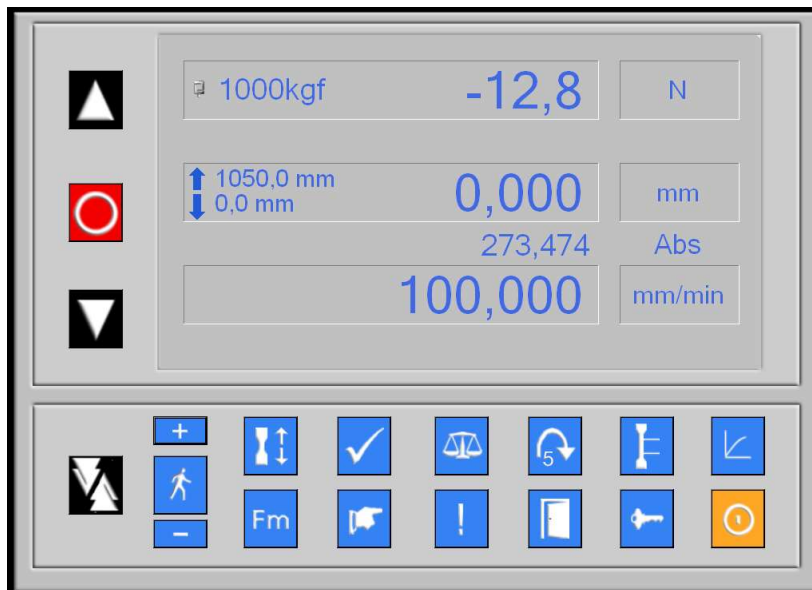 1000kgf -12,8 N
1050,0 mm
0,0 mm
0,000 mm
273,474 Abs
100,000 mm/min
+
5
Fm
!
1
−